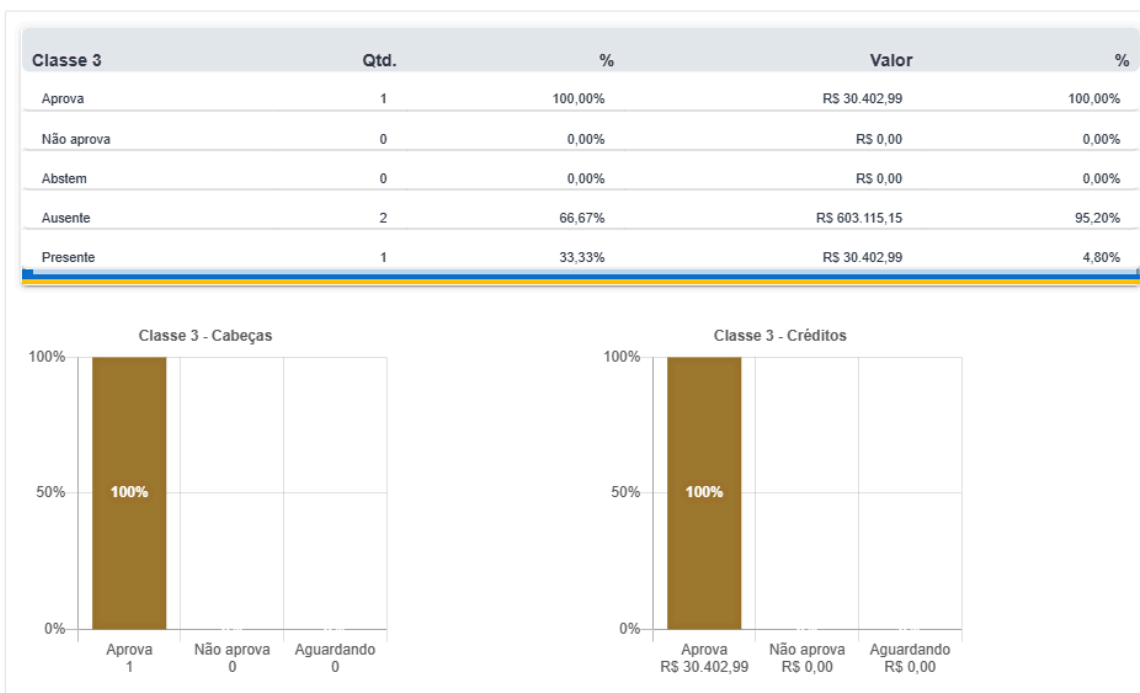 Classe 3 Qtd. % Valor %
Aprova 1 100,00% R$ 30.402,99 100,00%
Não aprova 0 0,00% R$ 0,00 0,00%
Abstem 0 0,00% R$ 0,00 0,00%
Ausente 2 66,67% R$ 603.115,15 95,20%
Presente 1 33,33% R$ 30.402,99 4,80%
Classe 3 - Cabeças
100%
50%
0%
100%
Aprova Não aprova Aguardando
1 0 0
Classe 3 - Créditos
100%
50%
0%
100%
Aprova Não aprova Aguardando
R$ 30.402,99 R$ 0,00 R$ 0,00